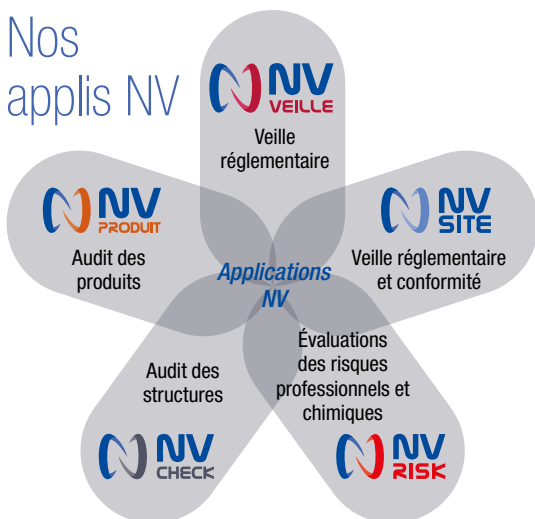 Nos
applis NV
NV
VEILLE
Veille
réglementaire
NV
PRODUIT
Audit des
produits
NV
SITE
Veille réglementaire
et conformité
Applications
NV
Audit des
structures
NV
CHECK
Évaluations
des risques
professionnels et
chimiques
NV
RISK